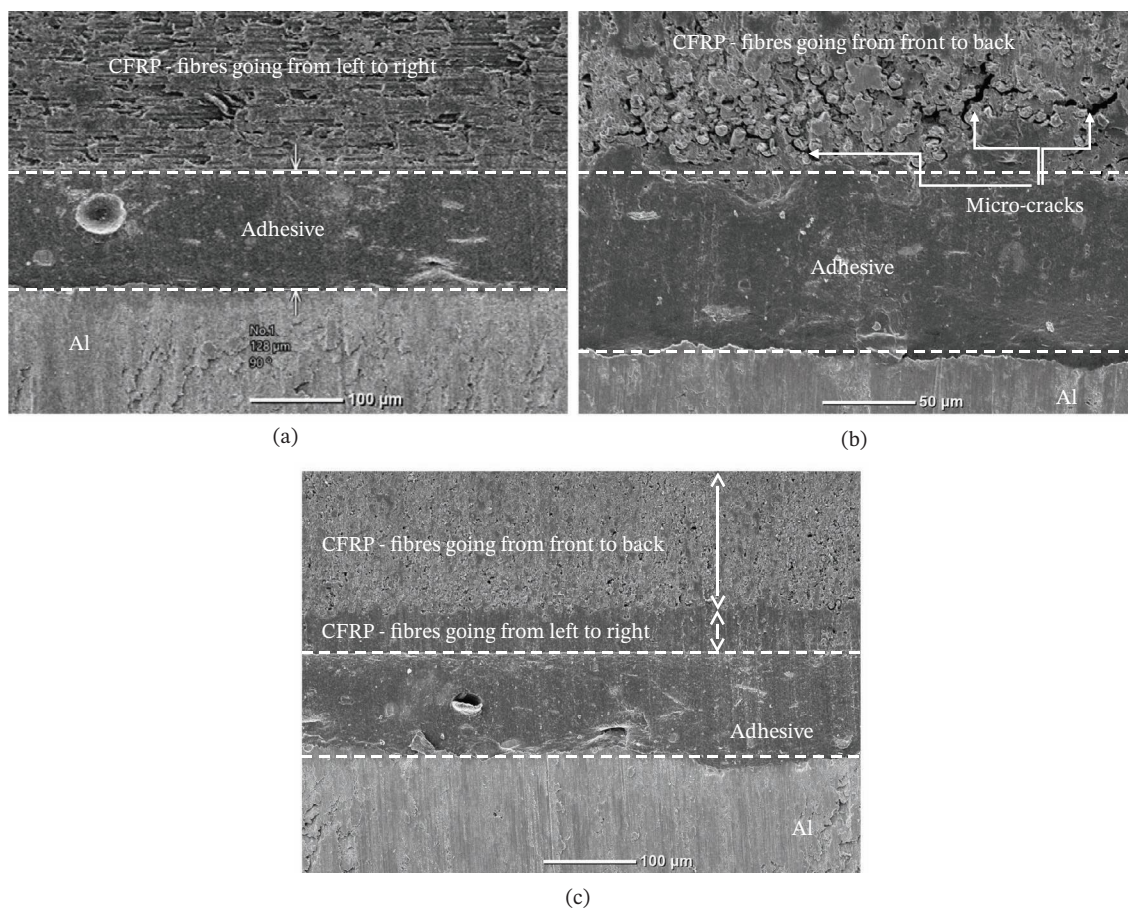 CFRP - fibres going from left to right
Adhesive
Al
No.1
128 µm
90 °
100 µm
(a)
CFRP - fibres going from front to back
Micro-cracks
Adhesive
50 µm
Al
(b)
CFRP - fibres going from front to back
CFRP - fibres going from left to right
Adhesive
Al
100 µm
(c)